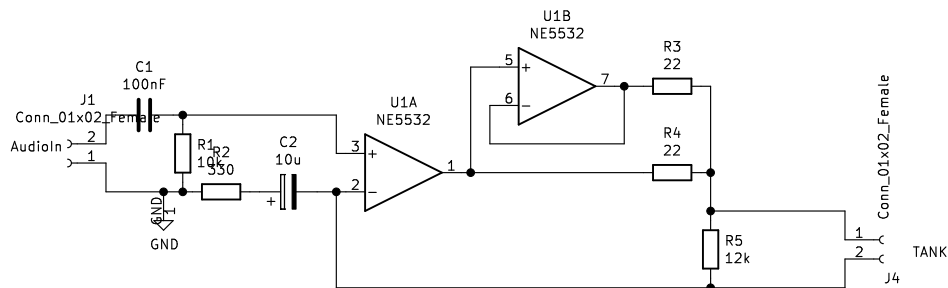 U1B
NE5532
R3
22
5
+
7
6
−
C1
100nF
J1
Conn_01x02_Female
AudioIn
2
1
R1
10k
R2
330
C2
10u
+
U1A
NE5532
3
+
1
2
−
R4
22
GND
1
GND
R5
12k
Conn_01x02_Female
1
2
TANK
J4